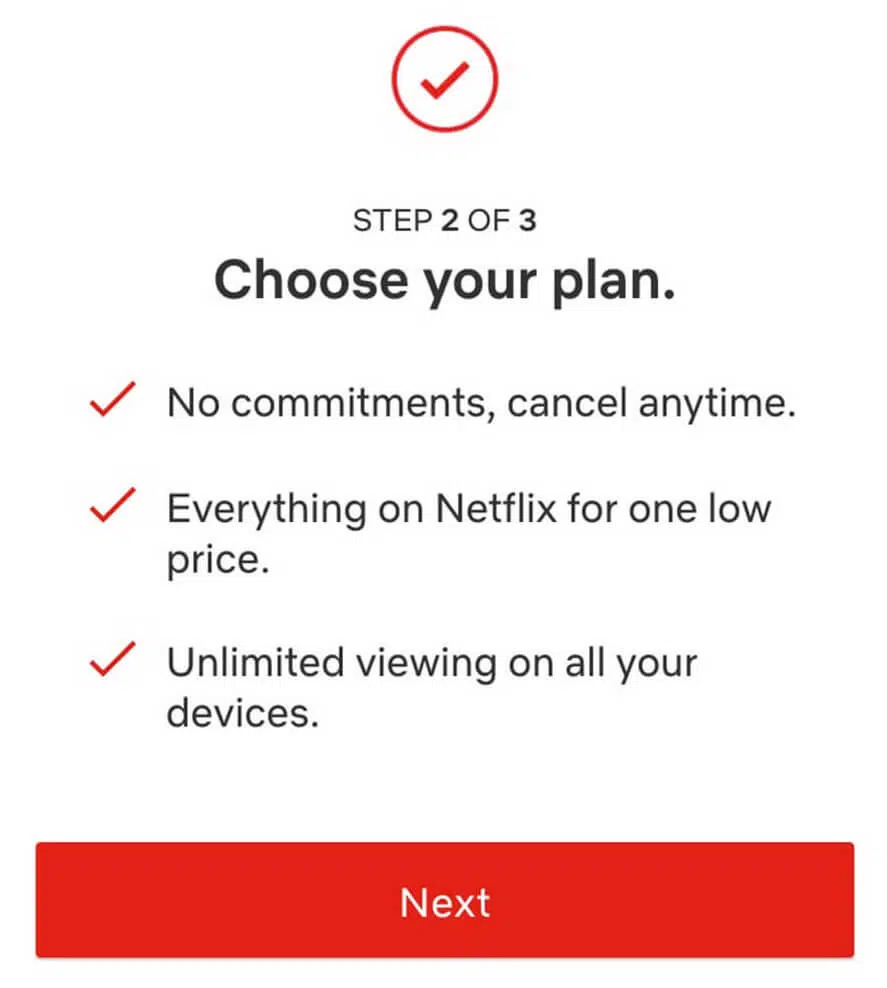 STEP 2 OF 3
Choose your plan.
No commitments, cancel anytime.
Everything on Netflix for one low
price.
Unlimited viewing on all your
devices.
Next